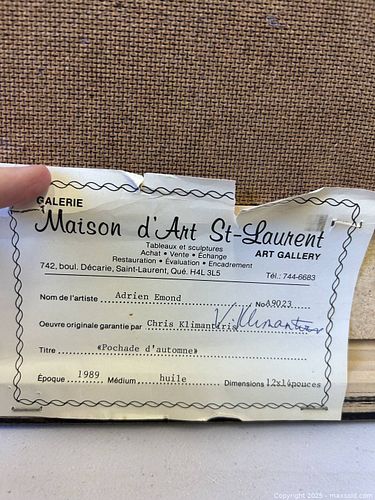 GALERIE
Maison d'Art St-Laurent
Tableaux et sculptures
ART GALLERY
Achat • Vente • Échange
Restauration • Évaluation • Encadrement
742, boul. Décarie, Saint-Laurent, Qué. H4L 3L5
Tél.: 744-6683
Nom de l'artiste Adrien Emond No A9023
Oeuvre originale garantie par Chris Klimantiris V. Klimantiris
Titre «Pochade d'automne»
Époque 1989 Médium huile Dimensions 12x14pouces
Copyright 2025 - maxsold.com